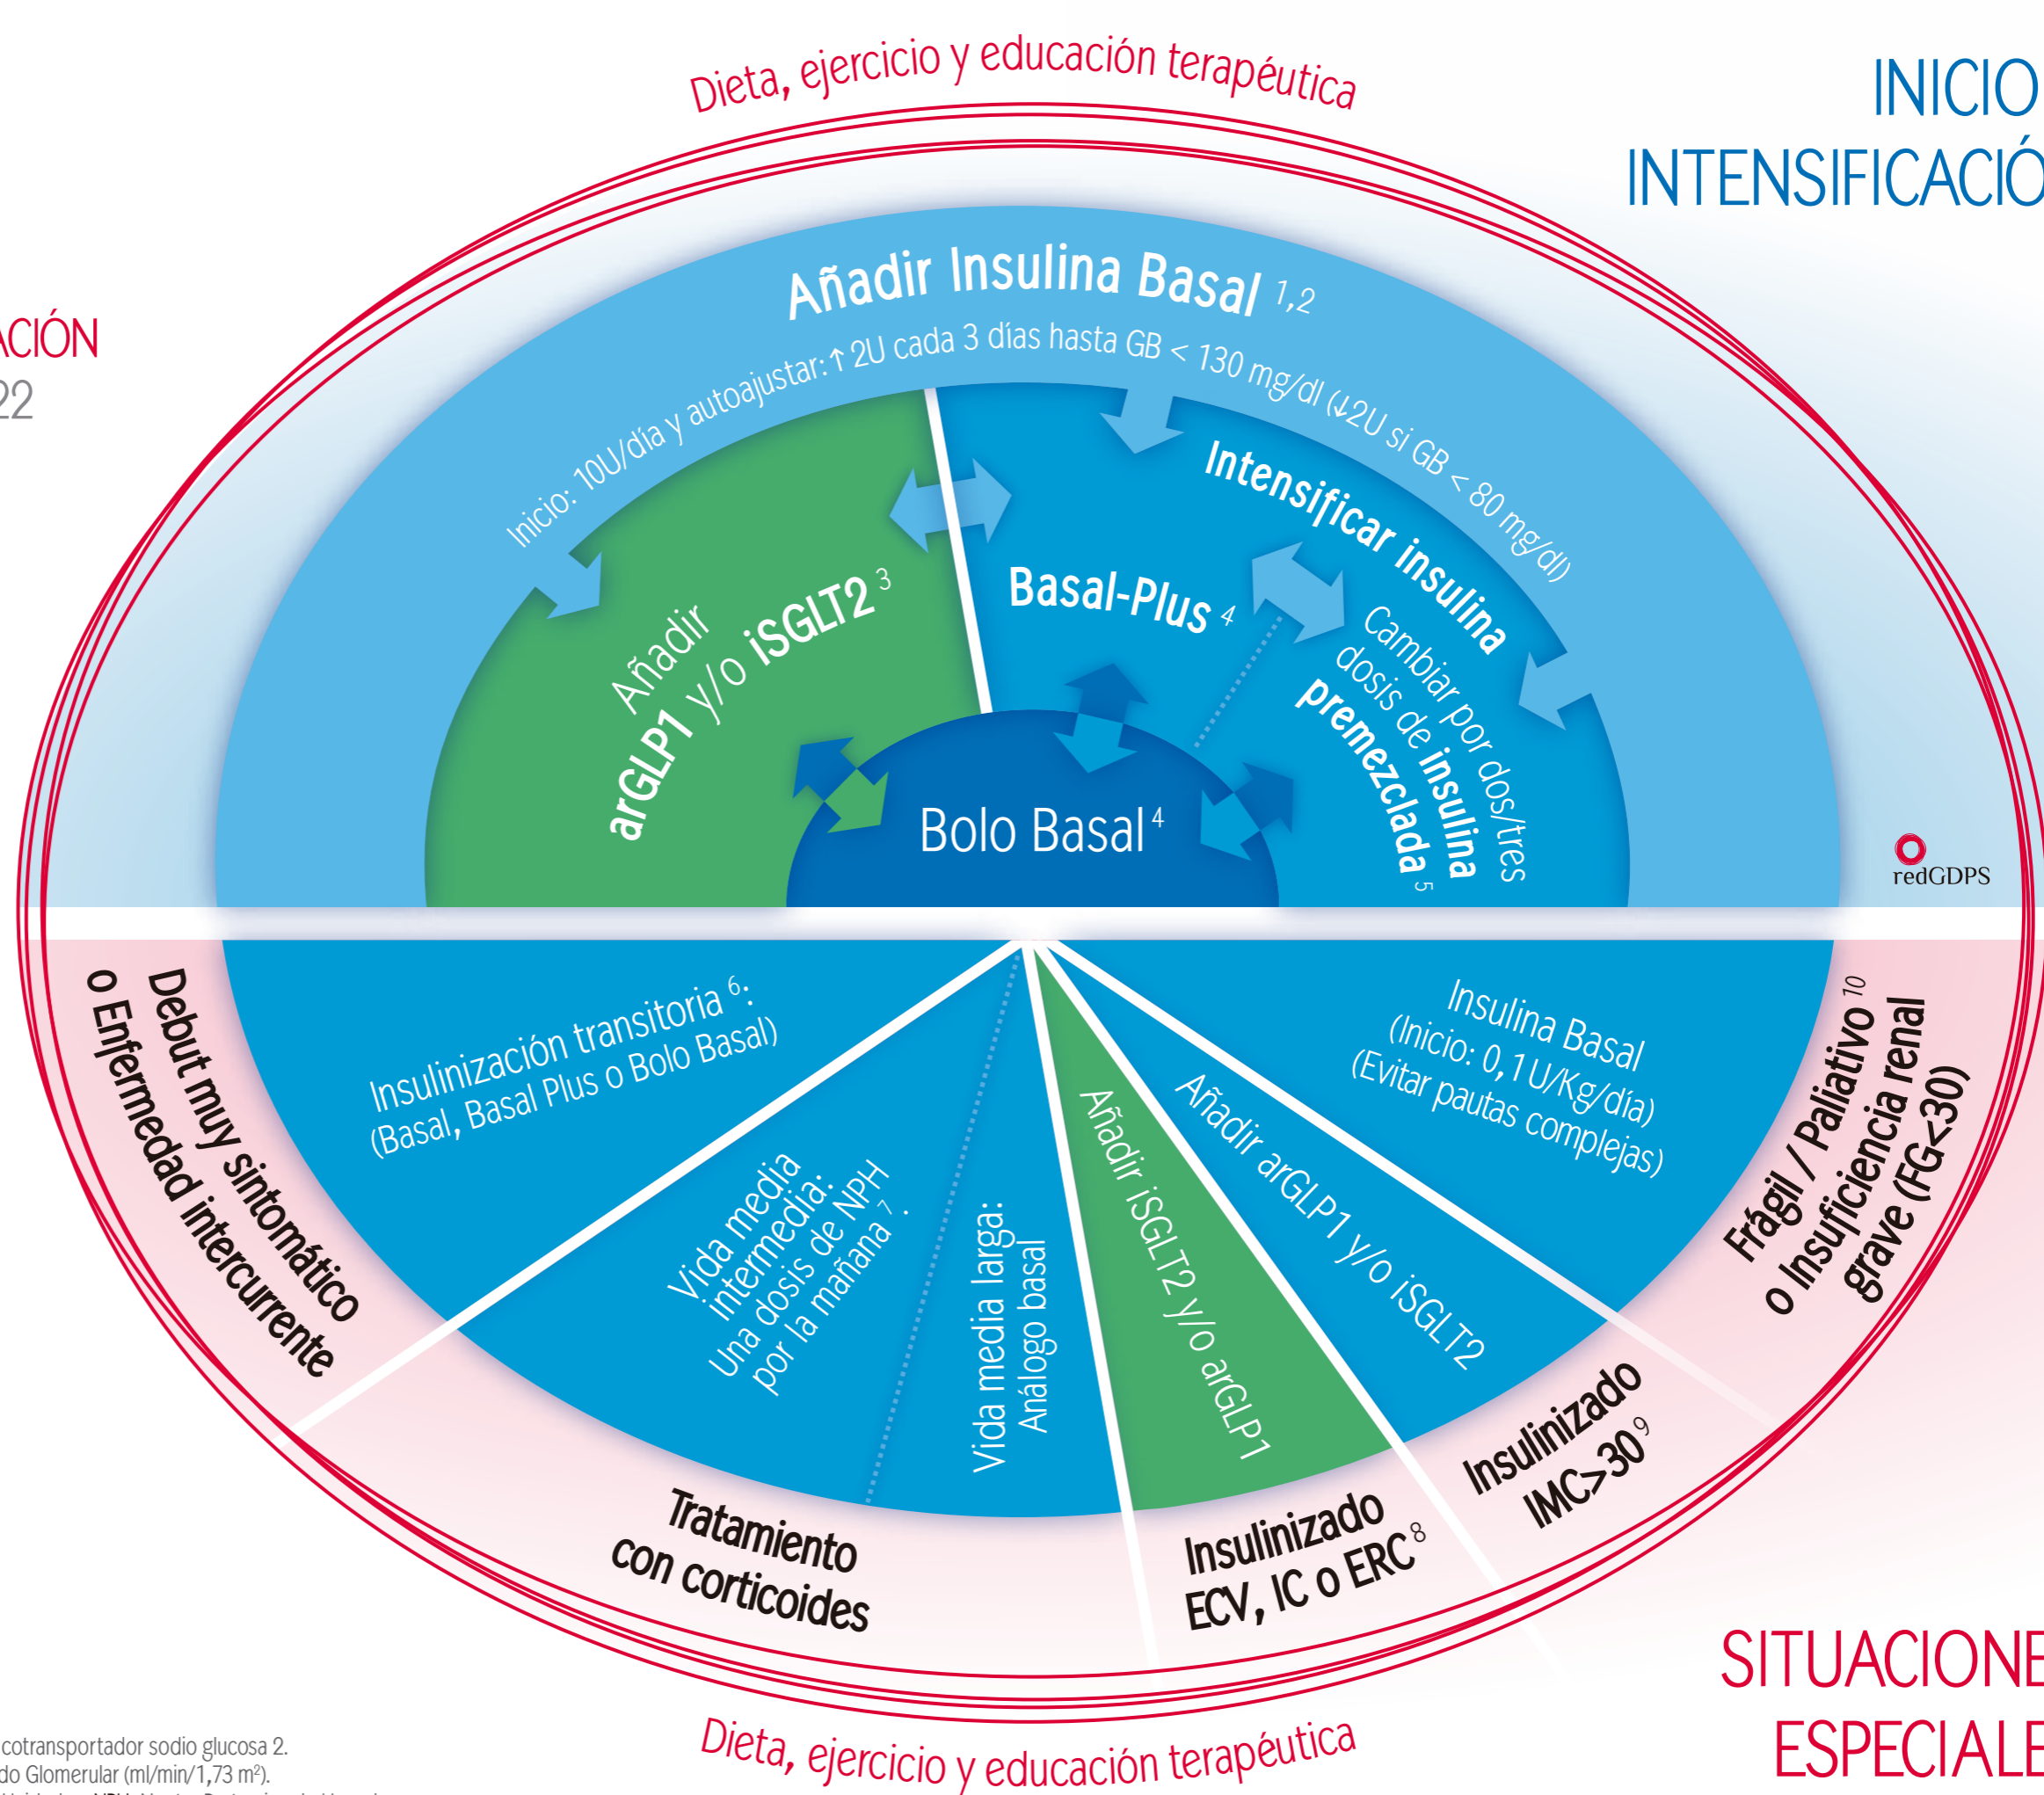 Dieta, ejercicio y educación terapéutica
INICIO
INTENSIFICACIÓ
ACIÓN
22
Añadir Insulina Basal 1,2
Inicio: 10U/día y autoajustar:↑2U cada 3 días hasta GB < 130 mg/dl (↓2U si GB < 80 mg/dl)
Añadir
arGLP1 y/o iSGLT2 3
Intensificar insulina
Basal-Plus 4
Cambiar por dos/tres
dosis de insulina
premezclada 5
Bolo Basal 4
redGDPS
Debut muy sintomático
o Enfermedad intercurrente
Insulinización transitoria 6:
(Basal, Basal Plus o Bolo Basal)
Tratamiento
con corticoides
Vida media
intermedia:
Una dosis de NPH
por la mañana 7.
Vida media larga:
Análogo basal
Insulinizado
ECV, IC o ERC 8
Añadir iSGLT2 y/o arGLP1
Insulinizado
IMC>30 9
Añadir arGLP1 y/o iSGLT2
Frágil / Paliativo 10
o Insuficiencia renal
grave (FG<30)
Insulina Basal
(Inicio: 0,1U/Kg/día)
(Evitar pautas complejas)
SITUACIONE
ESPECIALE
Dieta, ejercicio y educación terapéutica
cotransportador sodio glucosa 2.
do Glomerular (ml/min/1,73 m²).